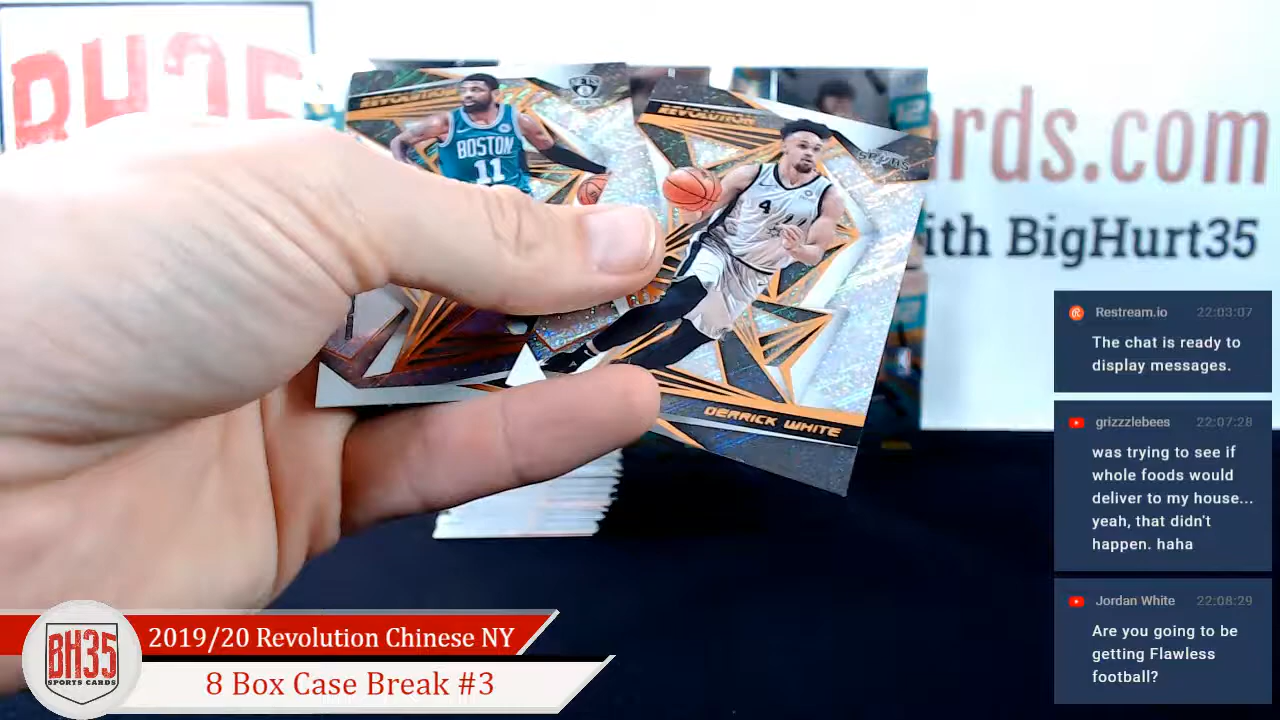 BH35
ards.com
ith BigHurt35
REVOLUTION
NETS
BOSTON
11
REVOLUTION
SPURS
4
DERRICK WHITE
Restream.io 22:03:07
The chat is ready to
display messages.
grizzzlebees 22:07:28
was trying to see if
whole foods would
deliver to my house...
yeah, that didn't
happen. haha
Jordan White 22:08:29
Are you going to be
getting Flawless
football?
BH35
SPORTS CARDS
2019/20 Revolution Chinese NY
8 Box Case Break #3